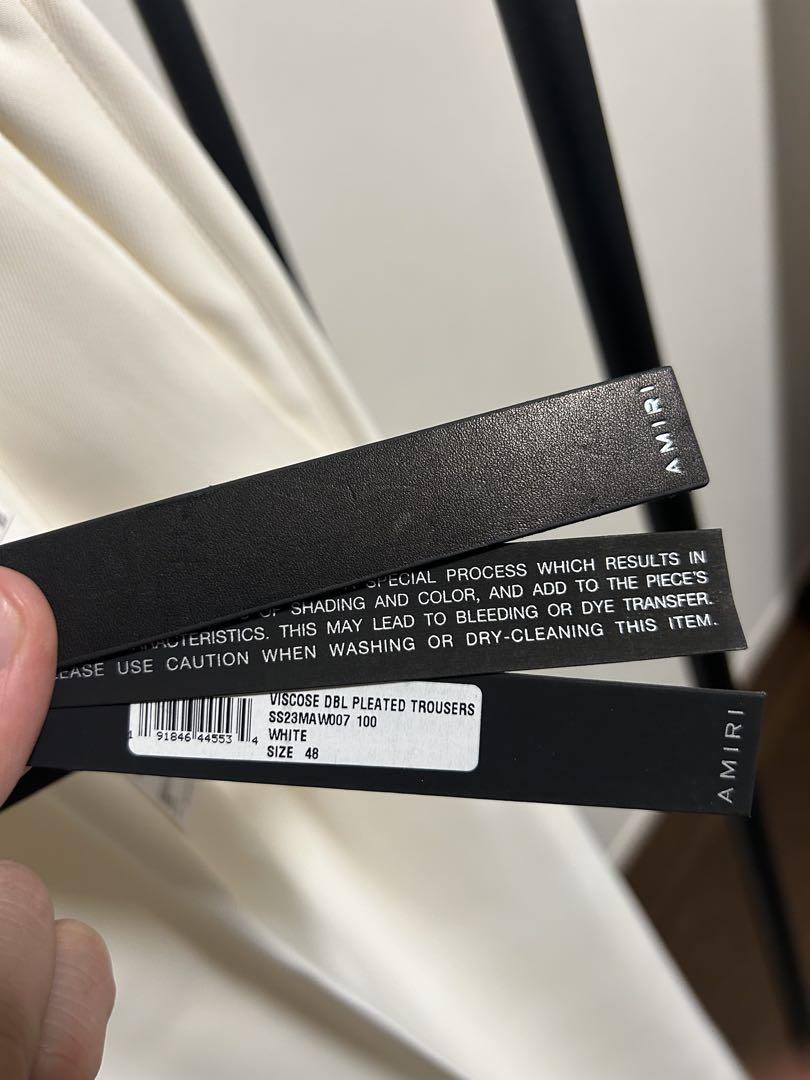 AMIRI
SPECIAL PROCESS WHICH RESULTS IN
OF SHADING AND COLOR, AND ADD TO THE PIECE'S
THIS MAY LEAD TO BLEEDING OR DYE TRANSFER.
USE CAUTION WHEN WASHING OR DRY-CLEANING THIS ITEM.
VISCOSE DBL PLEATED TROUSERS
SS23MAW007 100
WHITE
SIZE 48
1 91846 44553 4
AMIRI